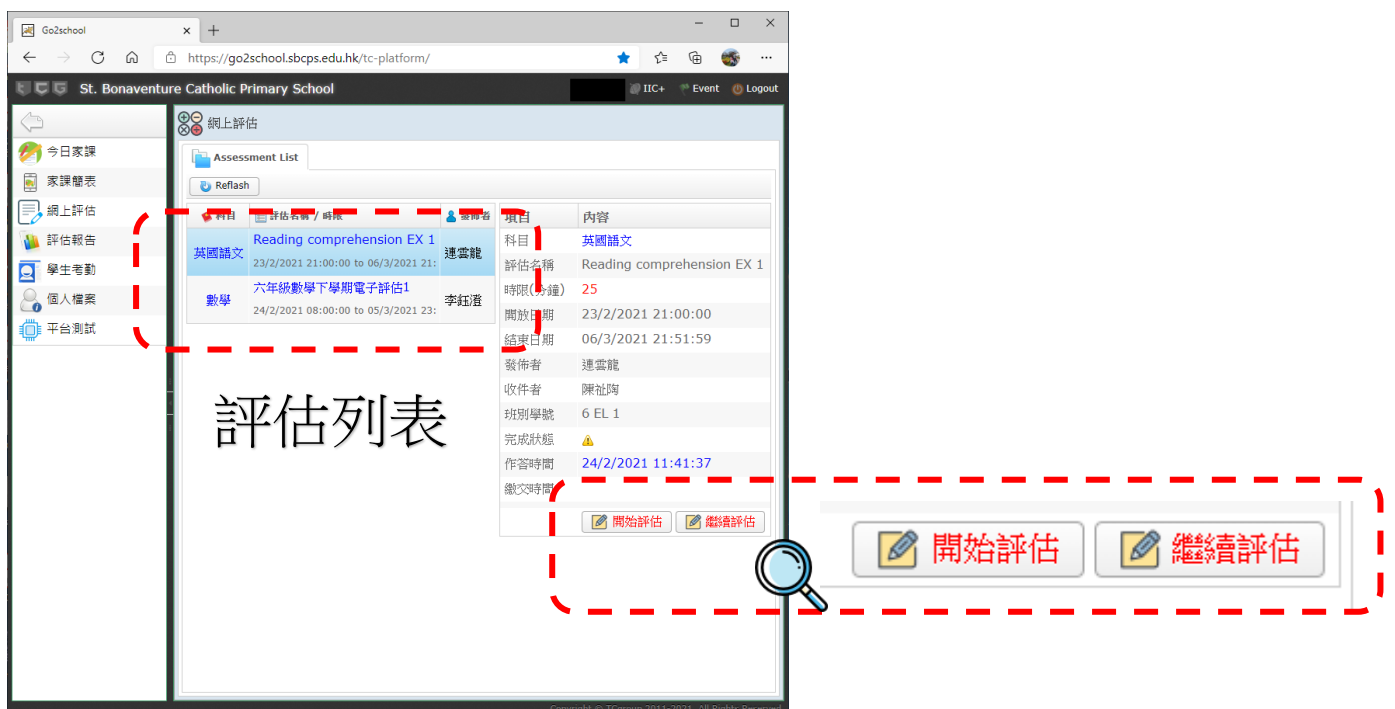 Go2school
https://go2school.sbcps.edu.hk/tc-platform/
St. Bonaventure Catholic Primary School
IIC+ Event Logout
今日家課
家課簡表
網上評估
評估報告
學生考勤
個人檔案
平台測試
網上評估
Assessment List
Reflash
科目 評估名稱 / 時限 發佈者
英國語文 Reading comprehension EX 1 連雲龍
23/2/2021 21:00:00 to 06/3/2021 21:
數學 六年級數學下學期電子評估1 李鈺澄
24/2/2021 08:00:00 to 05/3/2021 23:
項目 內容
科目 英國語文
評估名稱 Reading comprehension EX 1
時限(分鐘) 25
開放日期 23/2/2021 21:00:00
結束日期 06/3/2021 21:51:59
發佈者 連雲龍
收件者 陳祉陶
班別學號 6 EL 1
完成狀態
作答時間 24/2/2021 11:41:37
繳交時間
開始評估 繼續評估
評估列表
開始評估 繼續評估
Copyright © TCgroup 2011-2021. All Rights Reserved